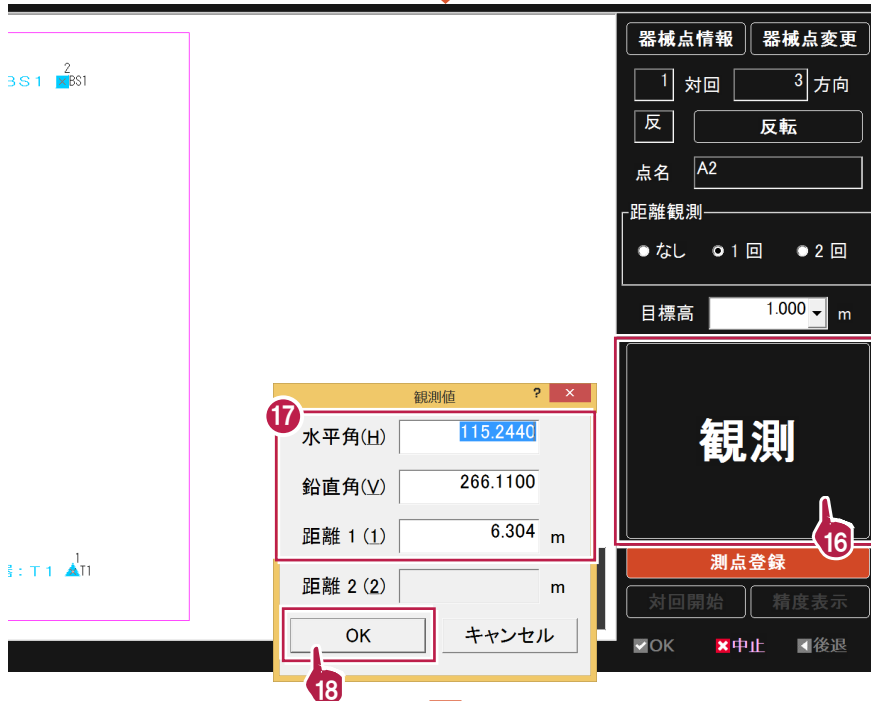 器械点情報 器械点変更
2
BS1 BS1
1 対回 3 方向
反 反転
点名 A2
距離観測
なし 1 回 2 回
目標高 1.000 m
観測値 ? ×
17
水平角(H) 115.2440
鉛直角(V) 266.1100
距離 1 (1) 6.304 m
距離 2 (2) m
OK キャンセル
18
観測
16
1
:T1 T1
測点登録
対回開始 精度表示
OK 中止 後退